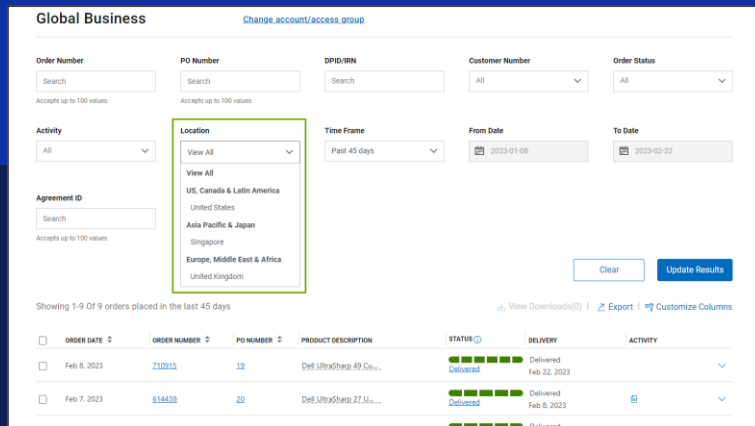 Global Business
Change account/access group
Order Number
PO Number
DPID/IRN
Customer Number
Order Status
Search
Search
Search
All
All
Accepts up to 100 values.
Accepts up to 100 values.
Activity
Location
Time Frame
From Date
To Date
All
View All
Past 45 days
2023-01-08
2023-02-22
View All
US, Canada & Latin America
United States
Asia Pacific & Japan
Singapore
Europe, Middle East & Africa
United Kingdom
Agreement ID
Search
Accepts up to 100 values
Clear
Update Results
Showing 1-9 Of 9 orders placed in the last 45 days
View Downloads(0) | Export | Customize Columns
ORDER DATE
ORDER NUMBER
PO NUMBER
PRODUCT DESCRIPTION
STATUS
DELIVERY
ACTIVITY
Feb 8, 2023
710915
19
Dell UltraSharp 49 Cu...
Delivered
Delivered
Feb 22, 2023
Feb 7, 2023
614439
20
Dell UltraSharp 27 U...
Delivered
Delivered
Feb 8, 2023
Delivered